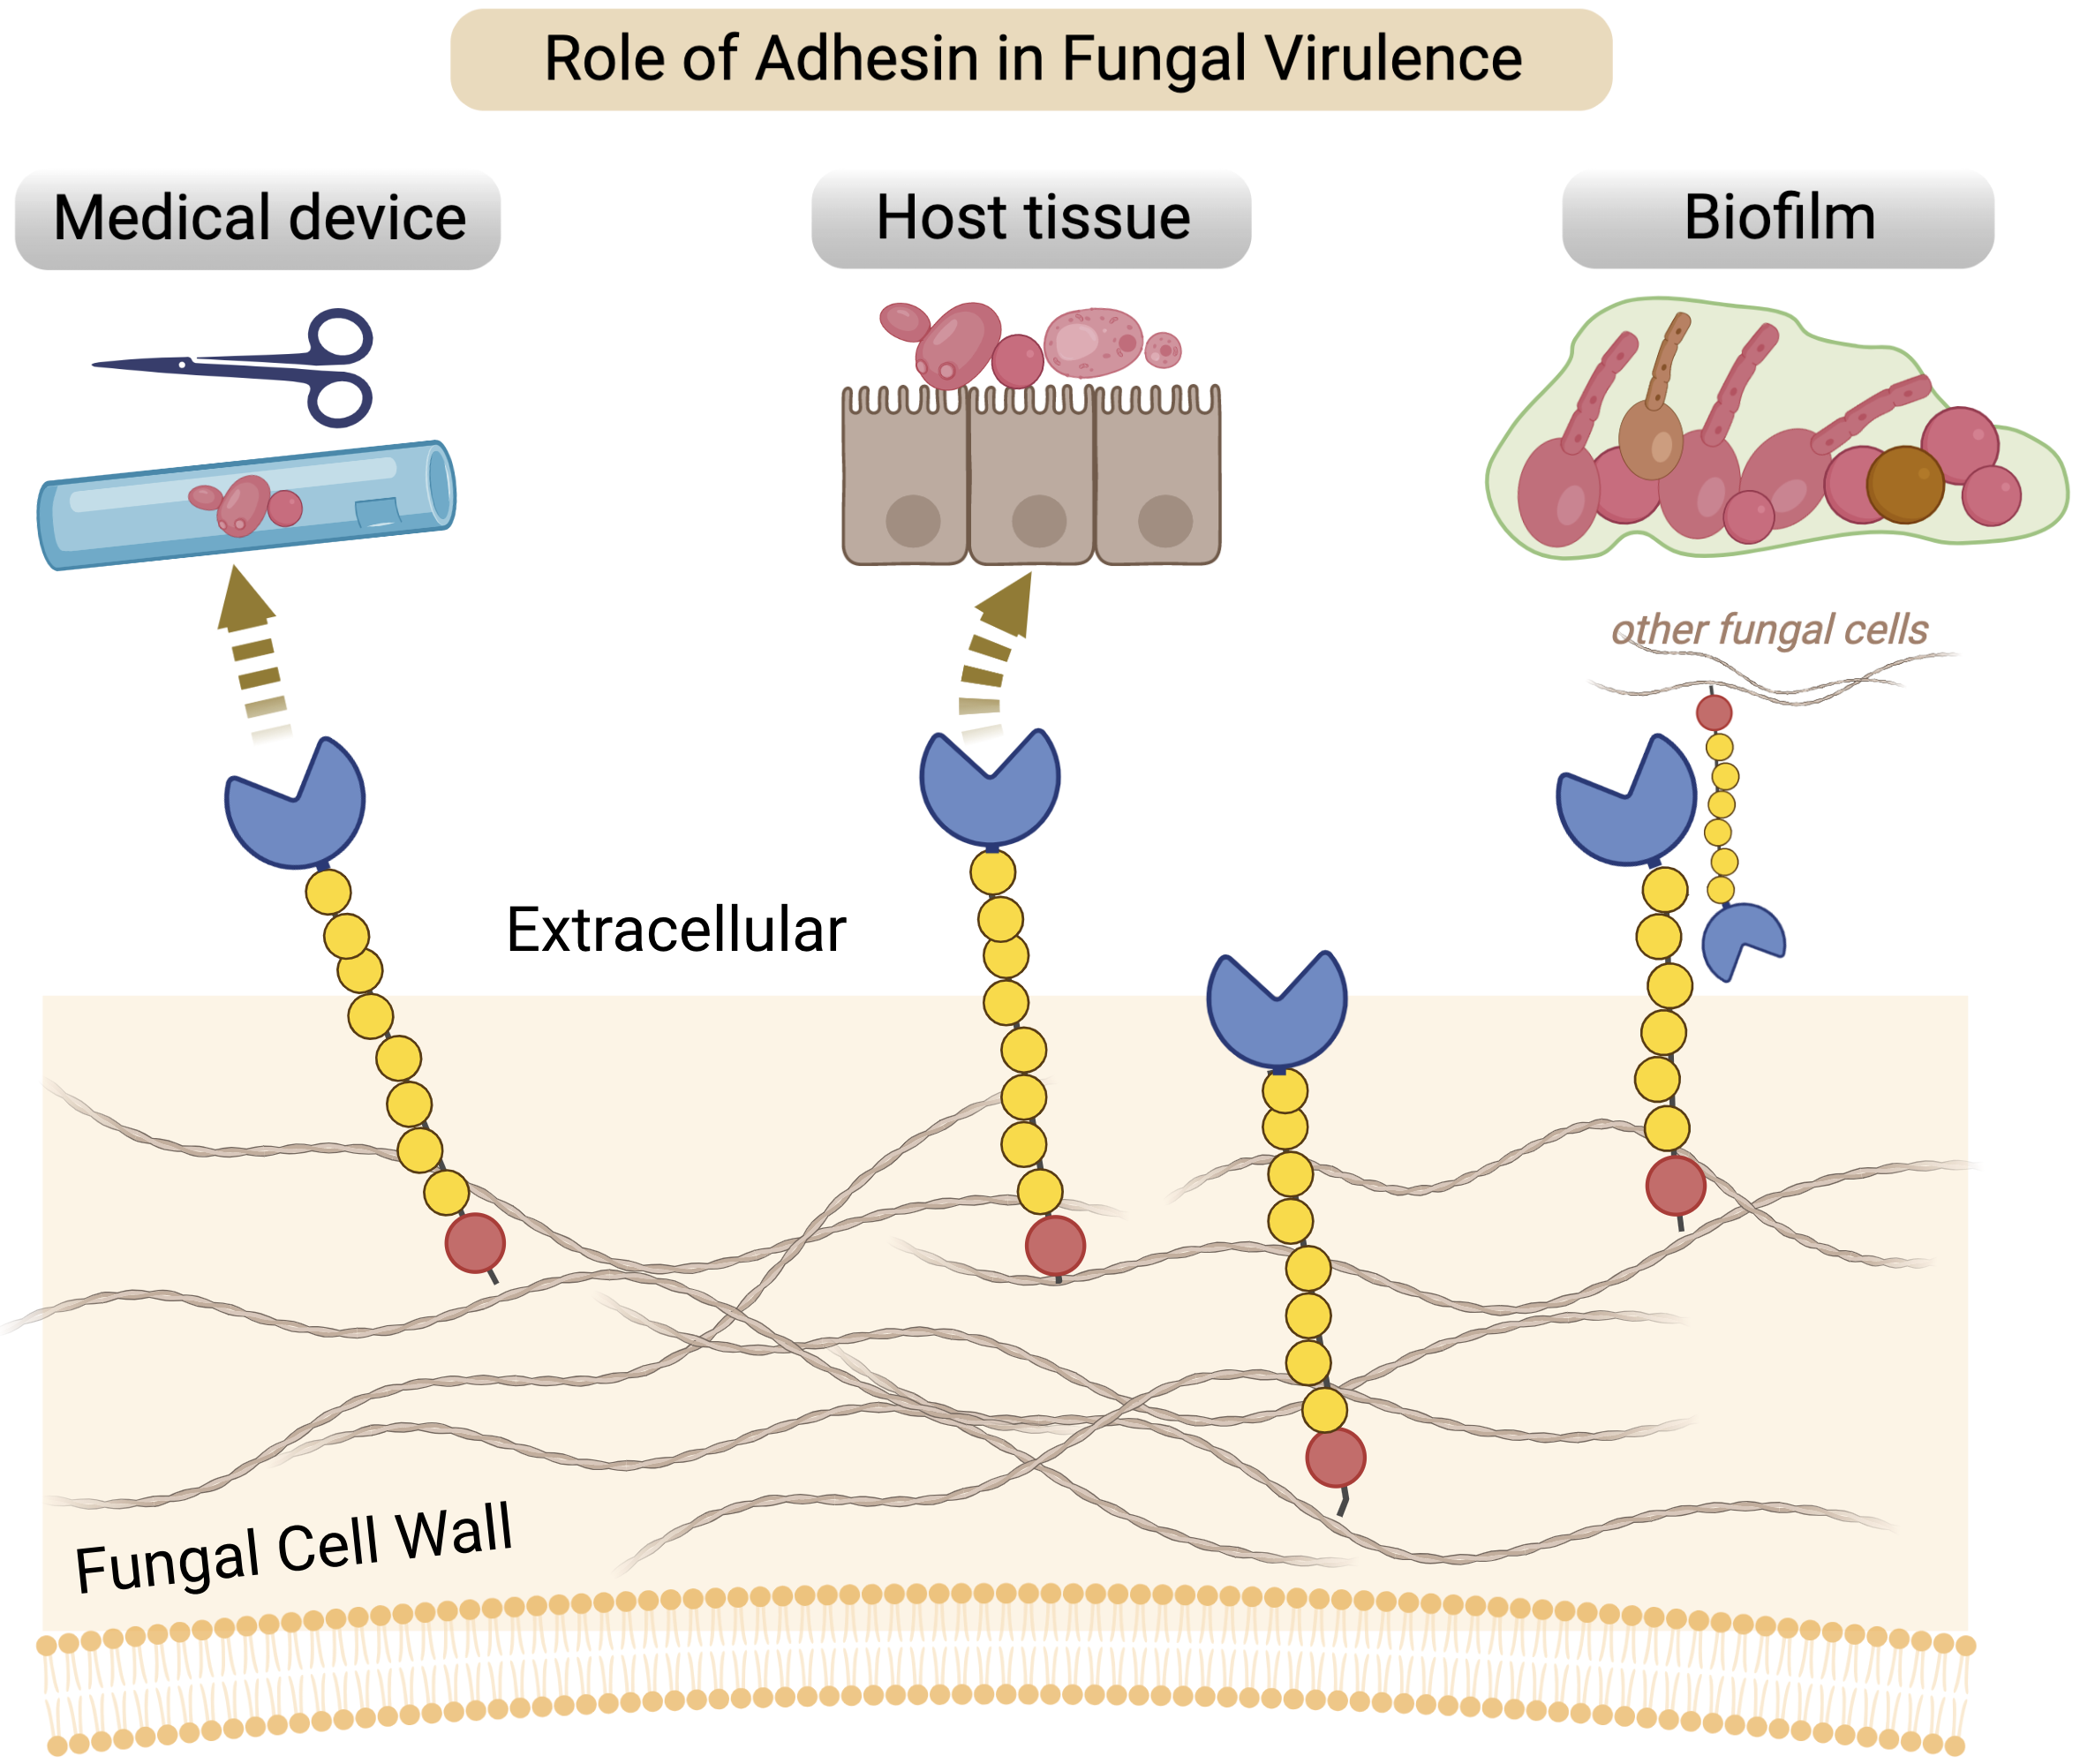 Role of Adhesin in Fungal Virulence
Medical device
Host tissue
Biofilm
other fungal cells
Extracellular
Fungal Cell Wall